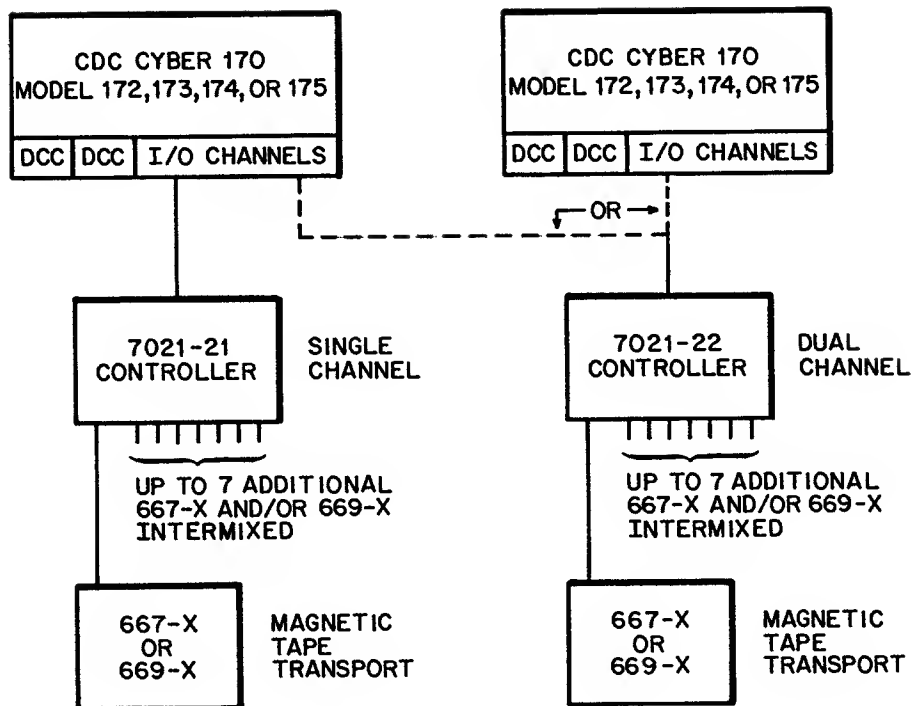 CDC CYBER 170
MODEL 172,173,174, OR 175
DCC DCC I/O CHANNELS
CDC CYBER 170
MODEL 172, 173, 174, OR 175
DCC DCC I/O CHANNELS
OR
7021-21
CONTROLLER
SINGLE
CHANNEL
7021-22
CONTROLLER
DUAL
CHANNEL
UP TO 7 ADDITIONAL
667-X AND/OR 669-X
INTERMIXED
UP TO 7 ADDITIONAL
667-X AND/OR 669-X
INTERMIXED
667-X
OR
669-X
MAGNETIC
TAPE
TRANSPORT
667-X
OR
669-X
MAGNETIC
TAPE
TRANSPORT